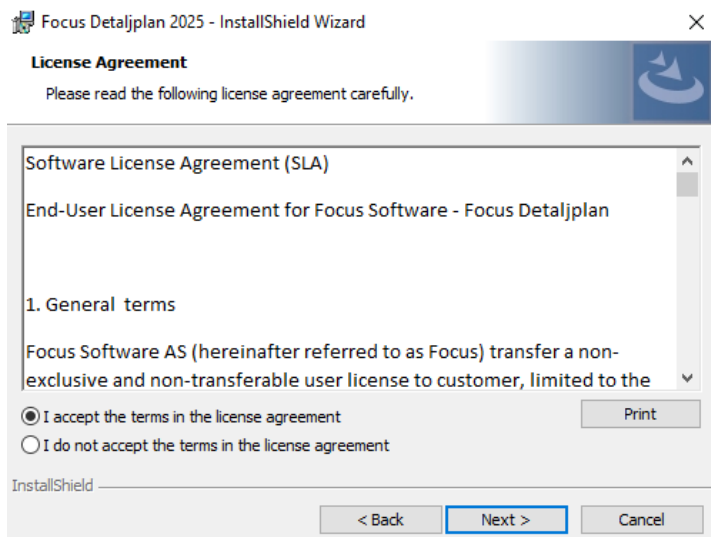 Focus Detaljplan 2025 - InstallShield Wizard
License Agreement
Please read the following license agreement carefully.
Software License Agreement (SLA)
End-User License Agreement for Focus Software - Focus Detaljplan
1. General terms
Focus Software AS (hereinafter referred to as Focus) transfer a non-
exclusive and non-transferable user license to customer, limited to the
I accept the terms in the license agreement
Print
I do not accept the terms in the license agreement
InstallShield
< Back
Next >
Cancel